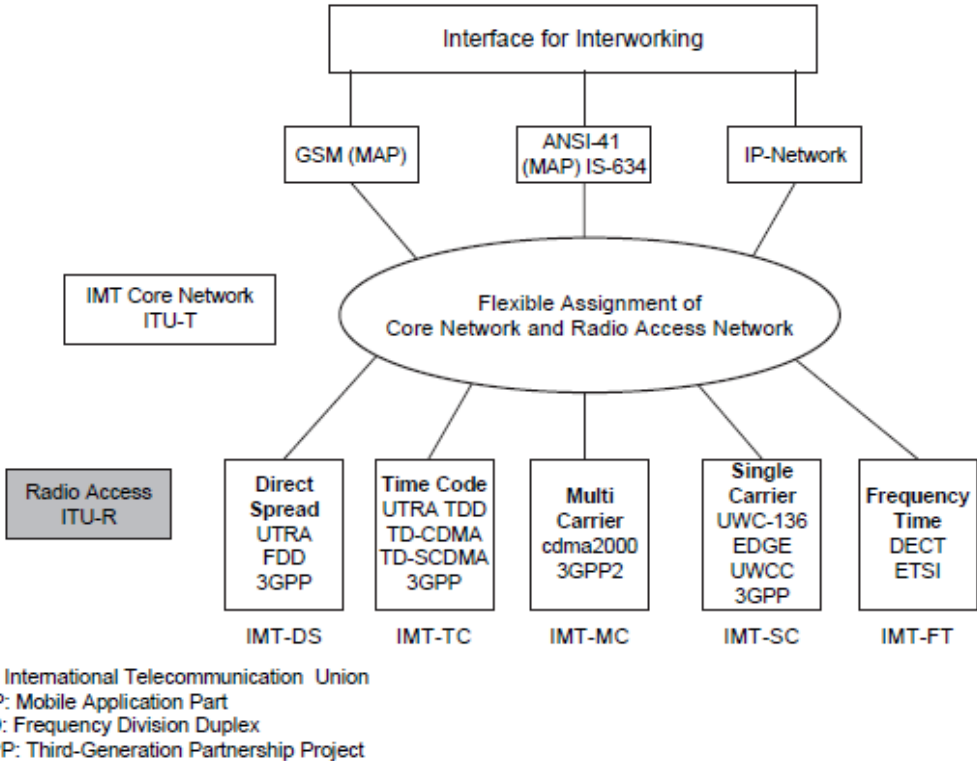 Interface for Interworking
GSM (MAP)
ANSI-41
(MAP) IS-634
IP-Network
IMT Core Network
ITU-T
Flexible Assignment of
Core Network and Radio Access Network
Radio Access
ITU-R
Direct
Spread
UTRA
FDD
3GPP
Time Code
UTRA TDD
TD-CDMA
TD-SCDMA
3GPP
Multi
Carrier
cdma2000
3GPP2
Single
Carrier
UWC-136
EDGE
UWCC
3GPP
Frequency
Time
DECT
ETSI
IMT-DS
IMT-TC
IMT-MC
IMT-SC
IMT-FT
International Telecommunication Union
P: Mobile Application Part
: Frequency Division Duplex
PP: Third-Generation Partnership Project